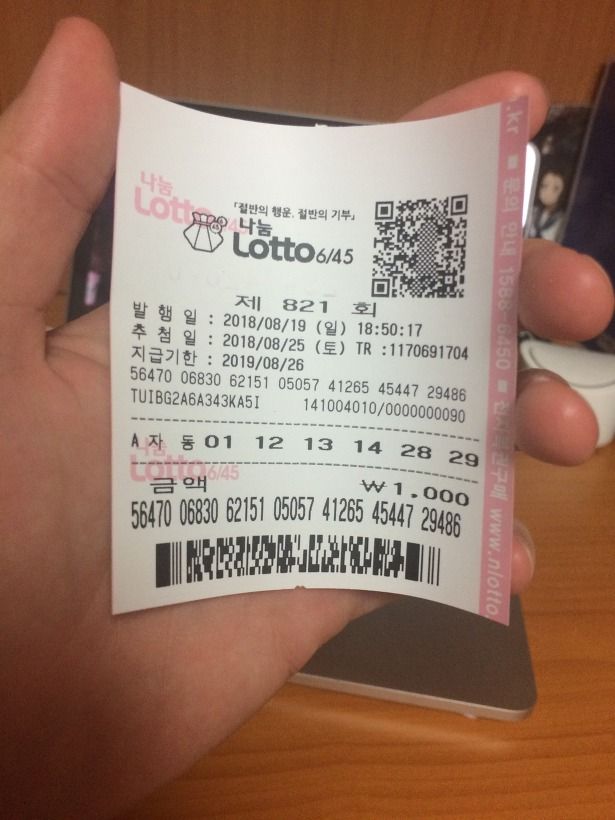 나눔
Lotto6/45
「절반의 행운, 절반의 기부」
나눔
Lotto6/45
제 821 회
발 행 일 : 2018/08/19 (일) 18:50:17
추 첨 일 : 2018/08/25 (토) TR :1170691704
지급기한 : 2019/08/26
56470 06830 62151 05057 41265 45447 29486
TUIBG2A6A343KA5I 141004010/0000000090
A 자 동 01 12 13 14 28 29
나눔
Lotto6/45
금액 ₩1,000
56470 06830 62151 05057 41265 45447 29486
.kr ■ 문의 안내 1588-6450 ■ www.nlotto